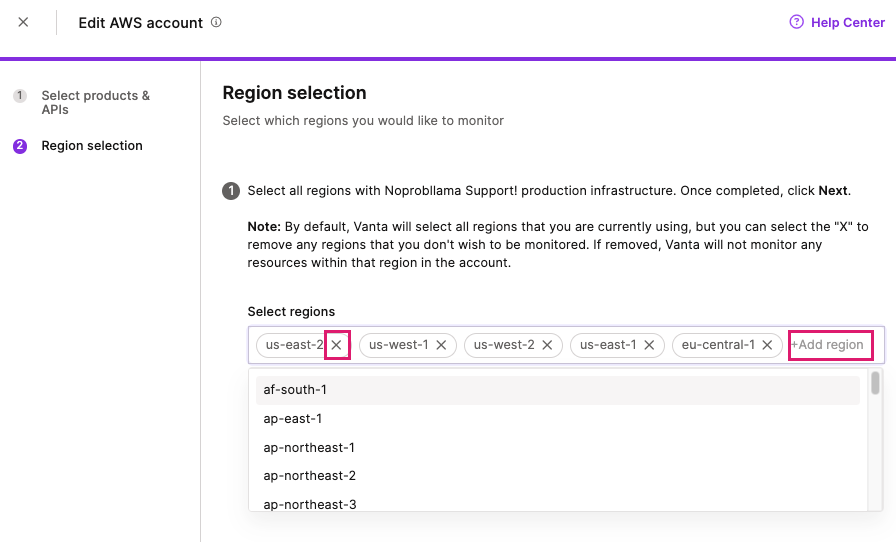 Edit AWS account
Help Center
1 Select products &
APIs
2 Region selection
Region selection
Select which regions you would like to monitor
1 Select all regions with Noprobllama Support! production infrastructure. Once completed, click Next.
Note: By default, Vanta will select all regions that you are currently using, but you can select the "X" to
remove any regions that you don't wish to be monitored. If removed, Vanta will not monitor any
resources within that region in the account.
Select regions
us-east-2 us-west-1 us-west-2 us-east-1 eu-central-1 +Add region
af-south-1
ap-east-1
ap-northeast-1
ap-northeast-2
ap-northeast-3